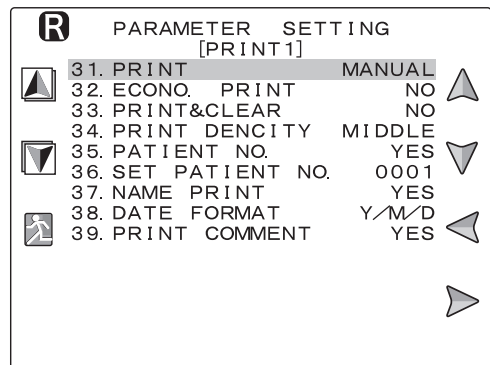 R
PARAMETER SETTING
[PRINT1]
31. PRINT MANUAL
32. ECONO. PRINT NO
33. PRINT&CLEAR NO
34. PRINT DENCITY MIDDLE
35. PATIENT NO. YES
36. SET PATIENT NO. 0001
37. NAME PRINT YES
38. DATE FORMAT Y/M/D
39. PRINT COMMENT YES